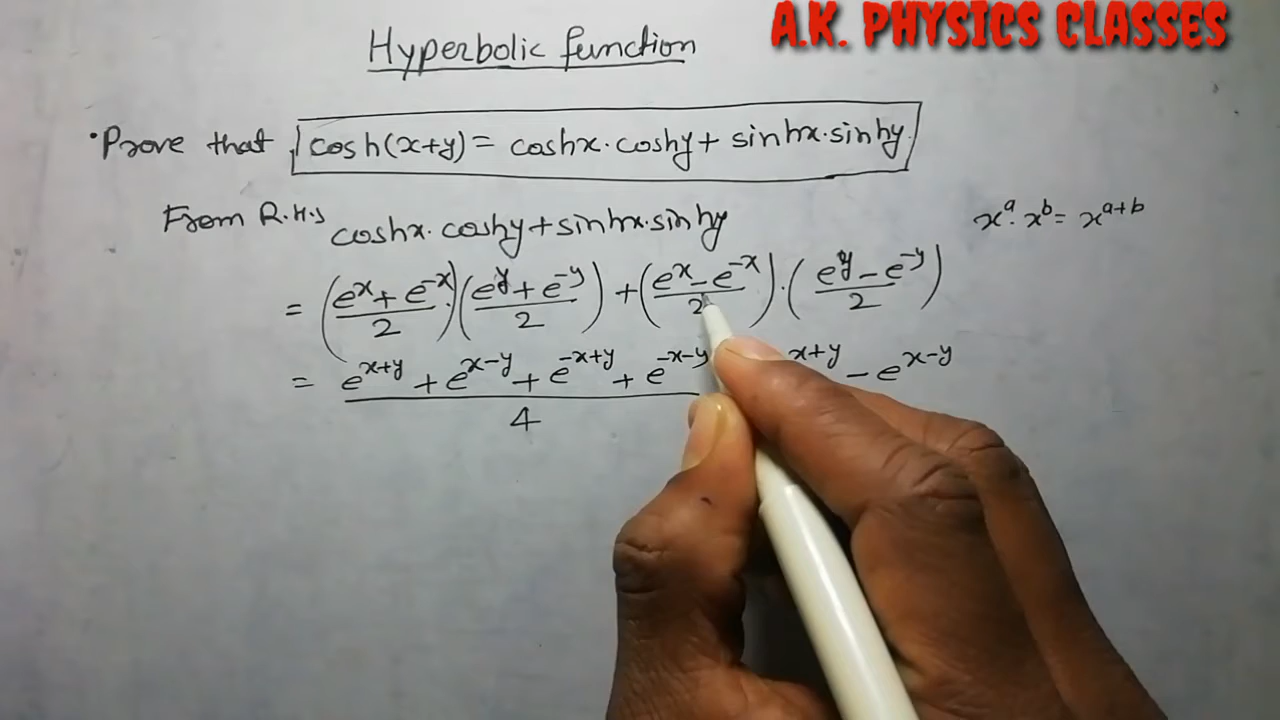 A.K. PHYSICS CLASSES
Hyperbolic function
• Prove that, cosh(x+y) = coshx·coshy + sinhx·sinhy
From R.H.S coshx·coshy + sinhx·sinhy
x^a · x^b = x^{a+b}
= ((e^x + e^{-x})/2)·((e^y + e^{-y})/2) + ((e^x - e^{-x})/2)·((e^y - e^{-y})/2)
= (e^{x+y} + e^{x-y} + e^{-x+y} + e^{-x-y})/4 x+y - e^{x-y}